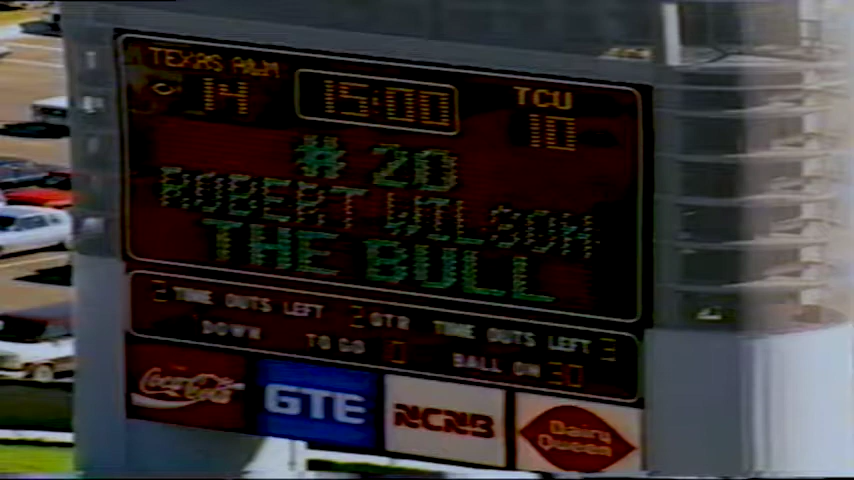 TEXAS A&M
14
15:00
TCU
10
# 20
ROBERT WILSON
THE BULL
TIME OUTS LEFT
QTR
TIME OUTS LEFT 3
DOWN
TO GO 0
BALL ON 30
Coca-Cola
GTE
NCNB
Dairy Queen